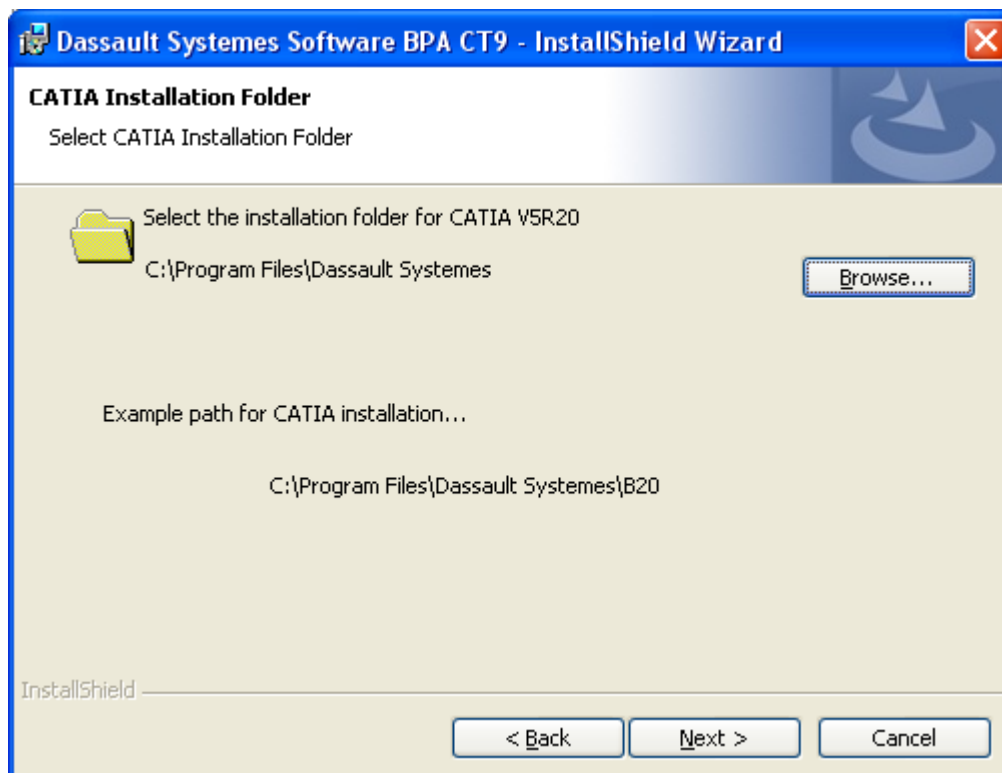 Dassault Systemes Software BPA CT9 - InstallShield Wizard
CATIA Installation Folder
Select CATIA Installation Folder
Select the installation folder for CATIA V5R20
C:\Program Files\Dassault Systemes
Browse...
Example path for CATIA installation...
C:\Program Files\Dassault Systemes\B20
InstallShield
< Back
Next >
Cancel